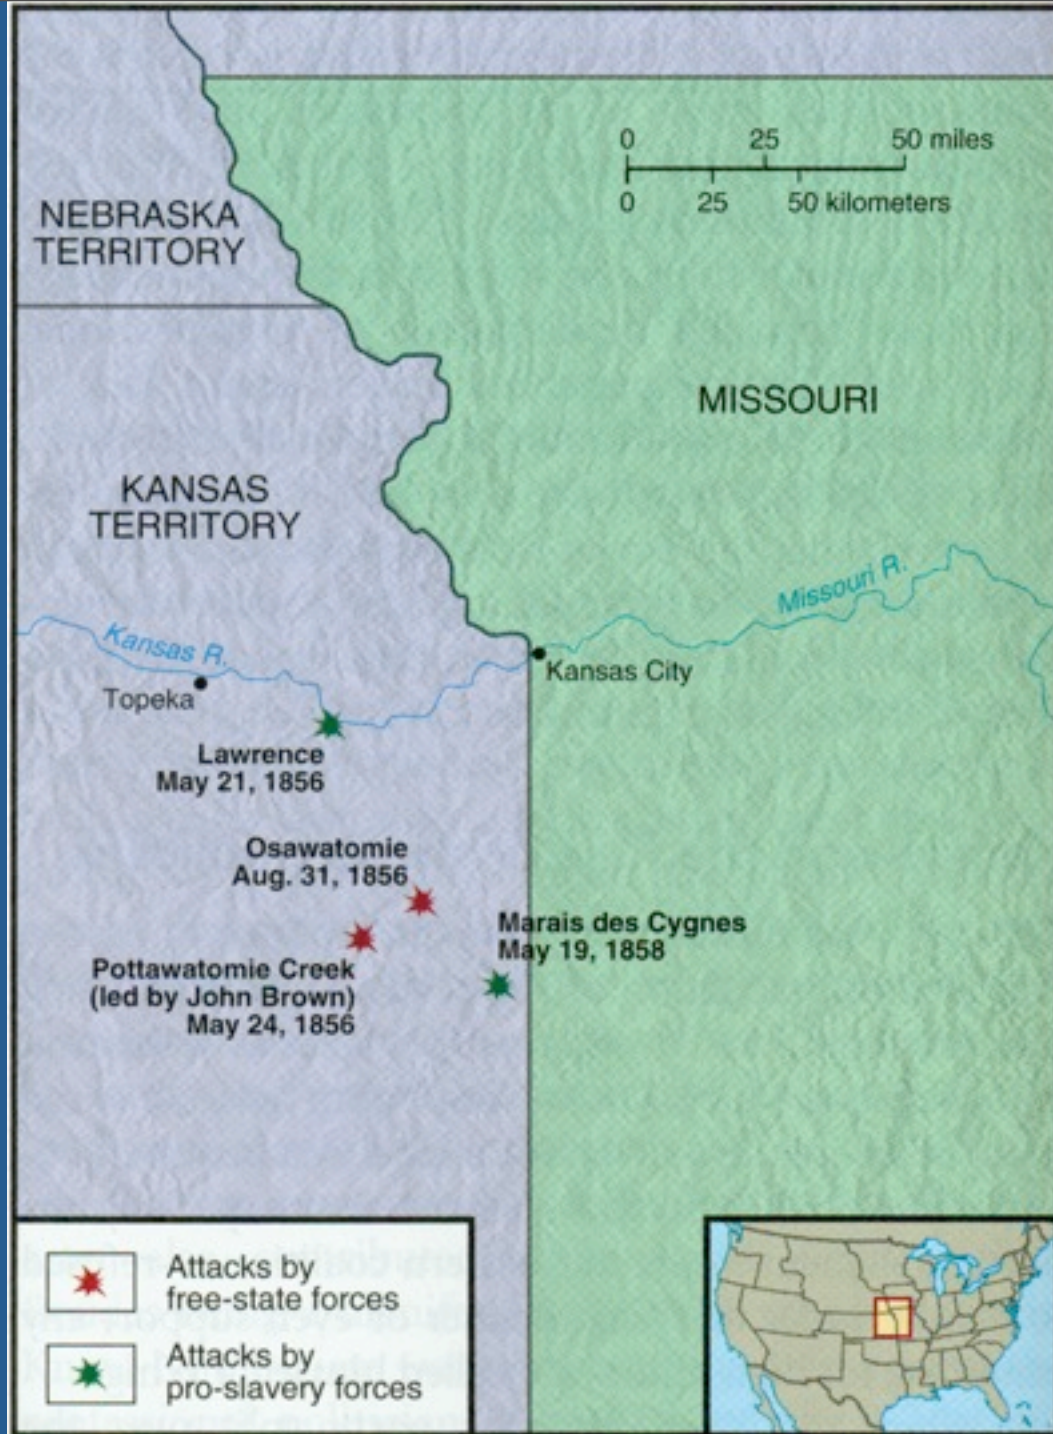 0 25 50 miles
0 25 50 kilometers
NEBRASKA
TERRITORY
MISSOURI
KANSAS
TERRITORY
Missouri R.
Kansas R.
Kansas City
Topeka
Lawrence
May 21, 1856
Osawatomie
Aug. 31, 1856
Marais des Cygnes
May 19, 1858
Pottawatomie Creek
(led by John Brown)
May 24, 1856
Attacks by
free-state forces
Attacks by
pro-slavery forces